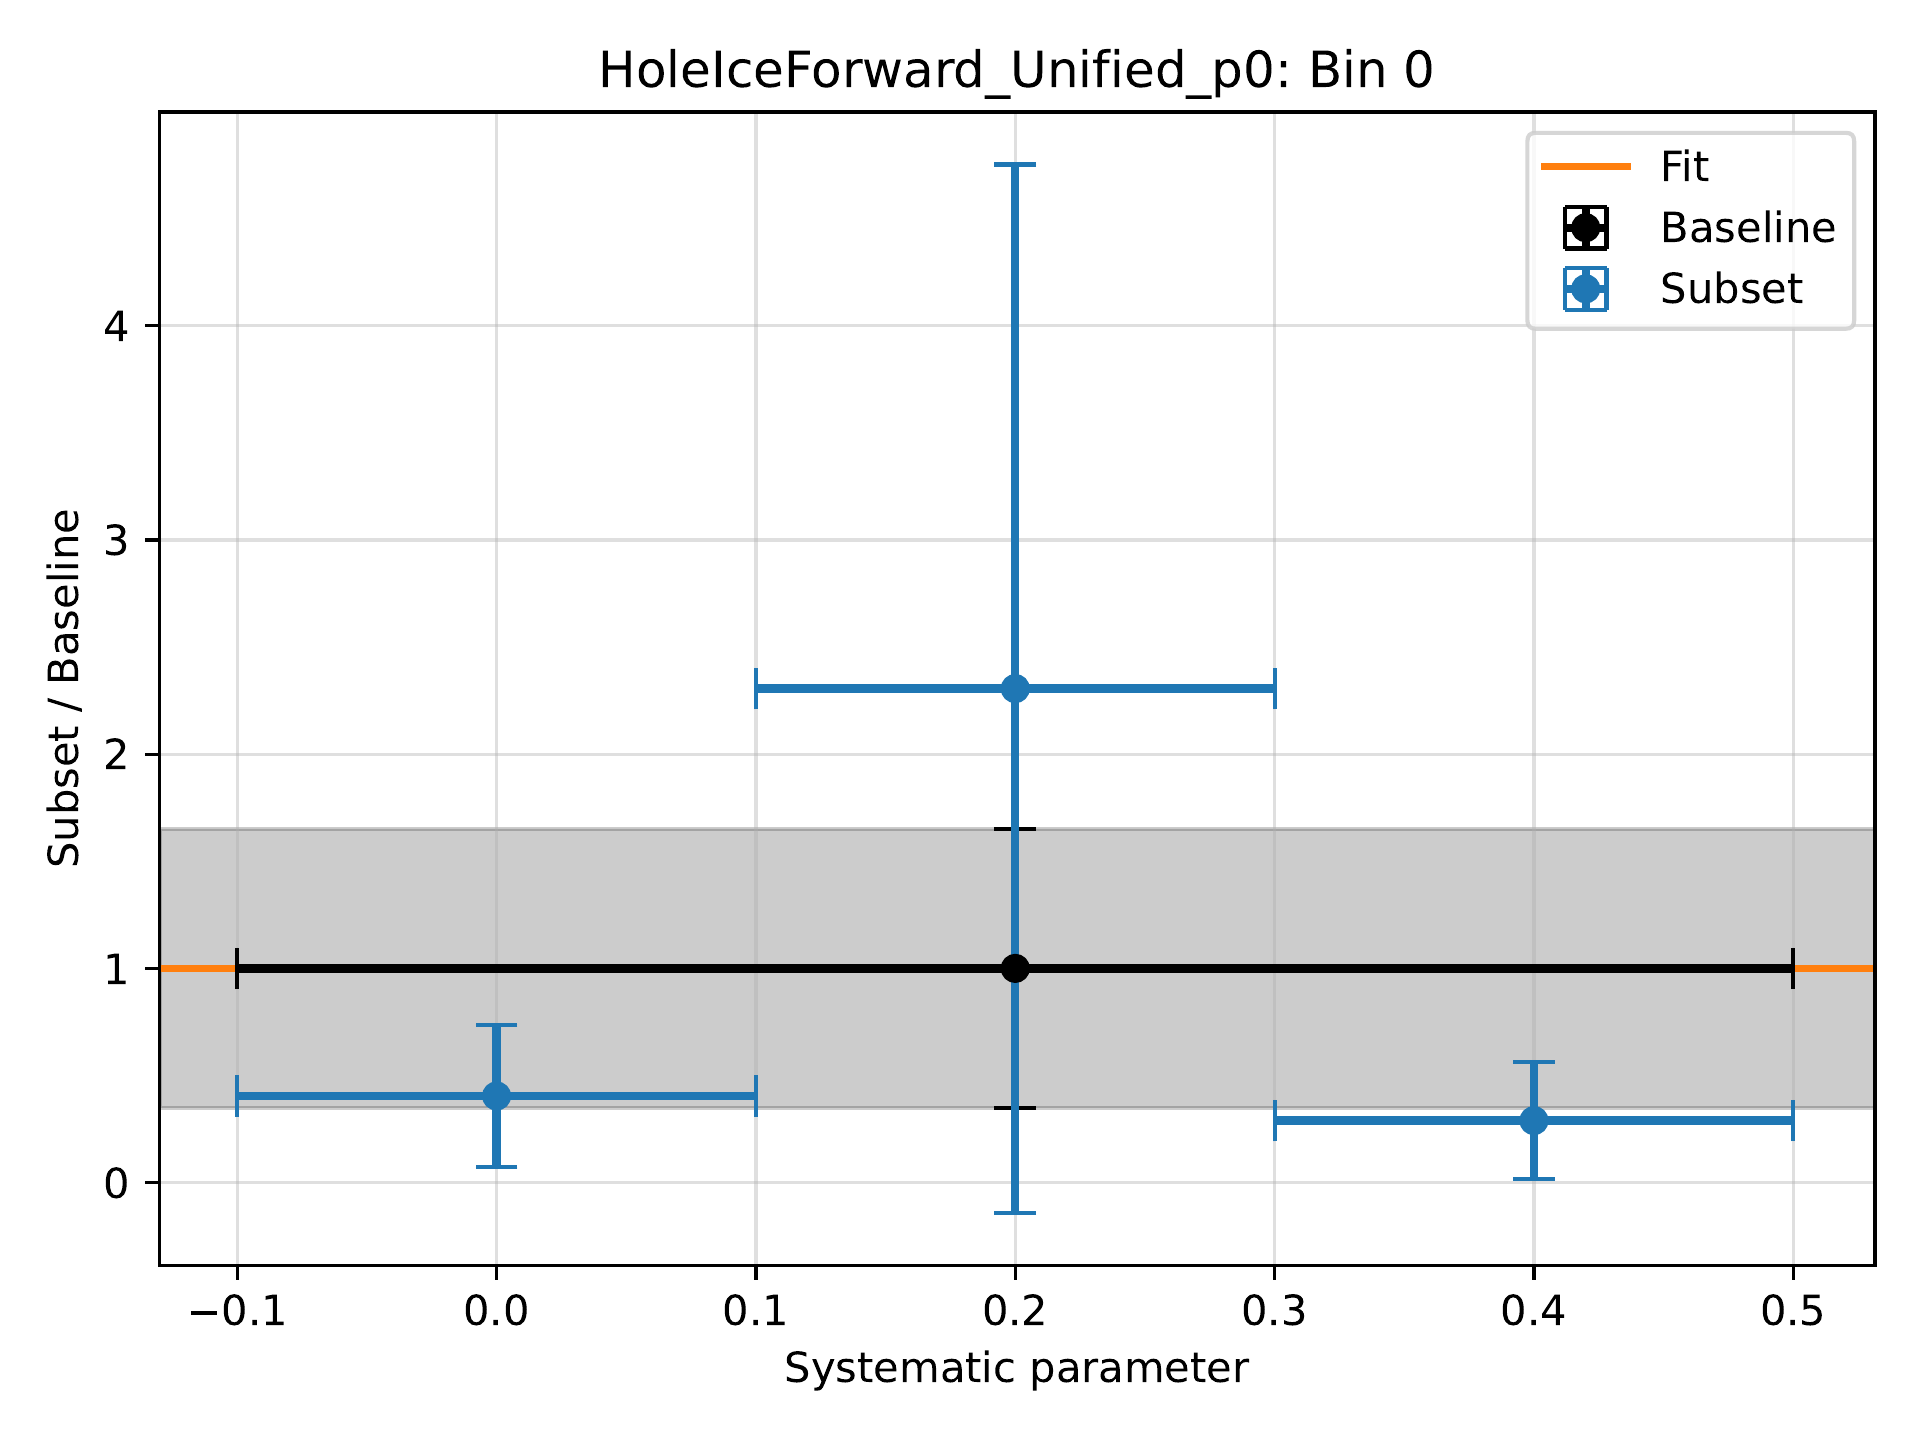 HoleIceForward_Unified_p0: Bin 0
Fit
Baseline
Subset
Subset / Baseline
4
3
2
1
0
−0.1 0.0 0.1 0.2 0.3 0.4 0.5
Systematic parameter